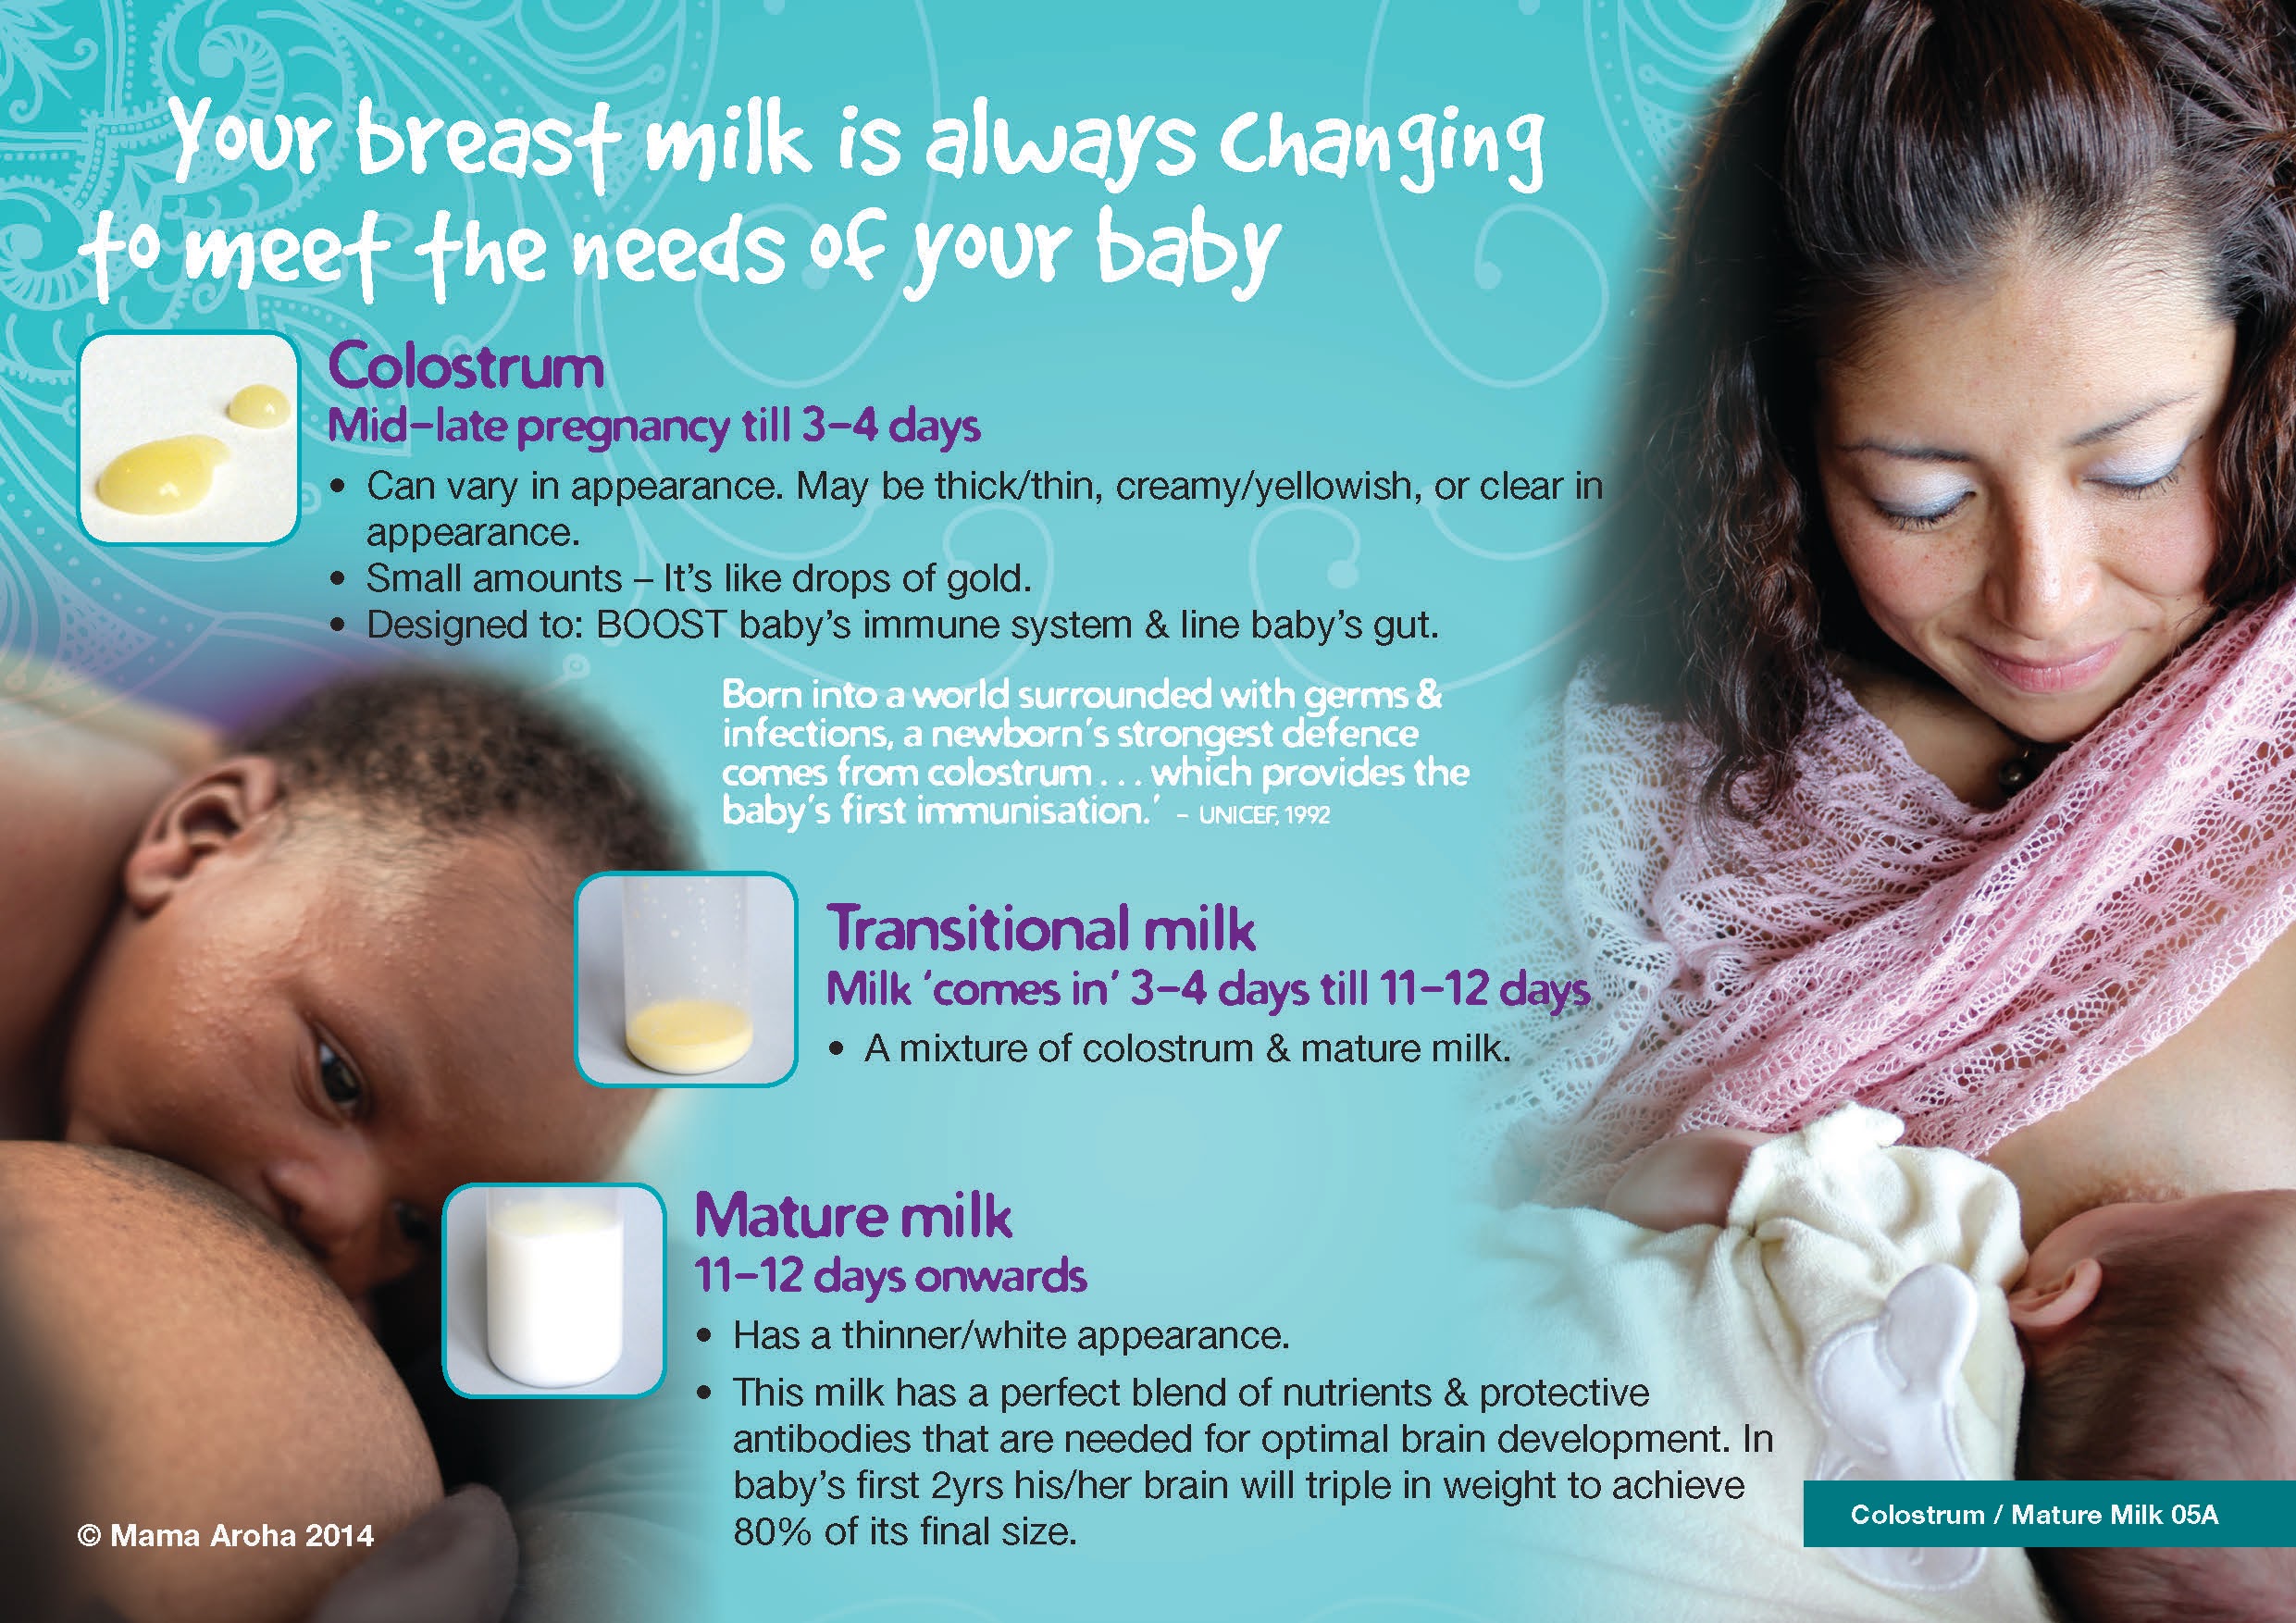 Your breast milk is always changing
to meet the needs of your baby
Colostrum
Mid-late pregnancy till 3-4 days
• Can vary in appearance. May be thick/thin, creamy/yellowish, or clear in
appearance.
• Small amounts – It's like drops of gold.
• Designed to: BOOST baby's immune system & line baby's gut.
Born into a world surrounded with germs &
infections, a newborn's strongest defence
comes from colostrum . . . which provides the
baby's first immunisation.' - UNICEF, 1992
Transitional milk
Milk 'comes in' 3-4 days till 11-12 days
• A mixture of colostrum & mature milk.
Mature milk
11-12 days onwards
• Has a thinner/white appearance.
• This milk has a perfect blend of nutrients & protective
antibodies that are needed for optimal brain development. In
baby's first 2yrs his/her brain will triple in weight to achieve
80% of its final size.
© Mama Aroha 2014
Colostrum / Mature Milk 05A